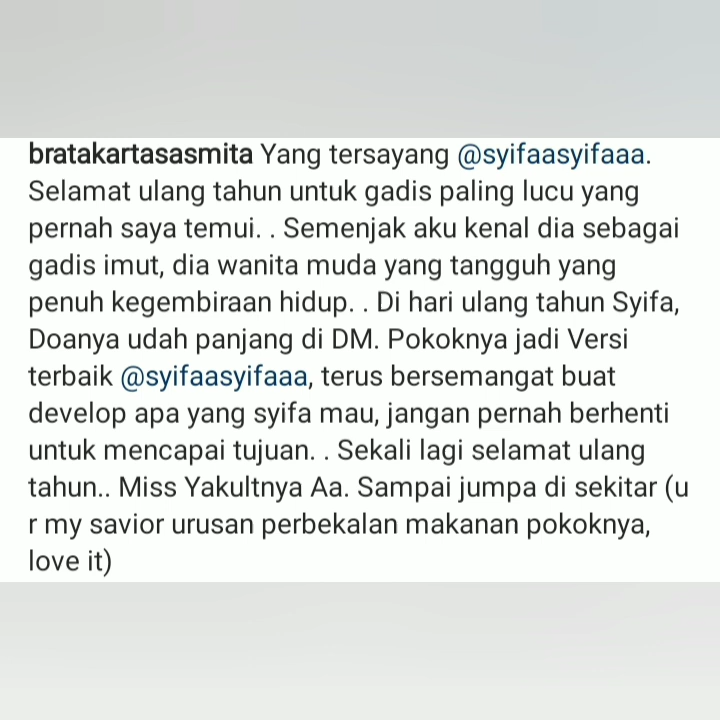 bratakartasasmita Yang tersayang @syifaasyifaaa.
Selamat ulang tahun untuk gadis paling lucu yang
pernah saya temui. . Semenjak aku kenal dia sebagai
gadis imut, dia wanita muda yang tangguh yang
penuh kegembiraan hidup. . Di hari ulang tahun Syifa,
Doanya udah panjang di DM. Pokoknya jadi Versi
terbaik @syifaasyifaaa, terus bersemangat buat
develop apa yang syifa mau, jangan pernah berhenti
untuk mencapai tujuan. . Sekali lagi selamat ulang
tahun.. Miss Yakultnya Aa. Sampai jumpa di sekitar (u
r my savior urusan perbekalan makanan pokoknya,
love it)